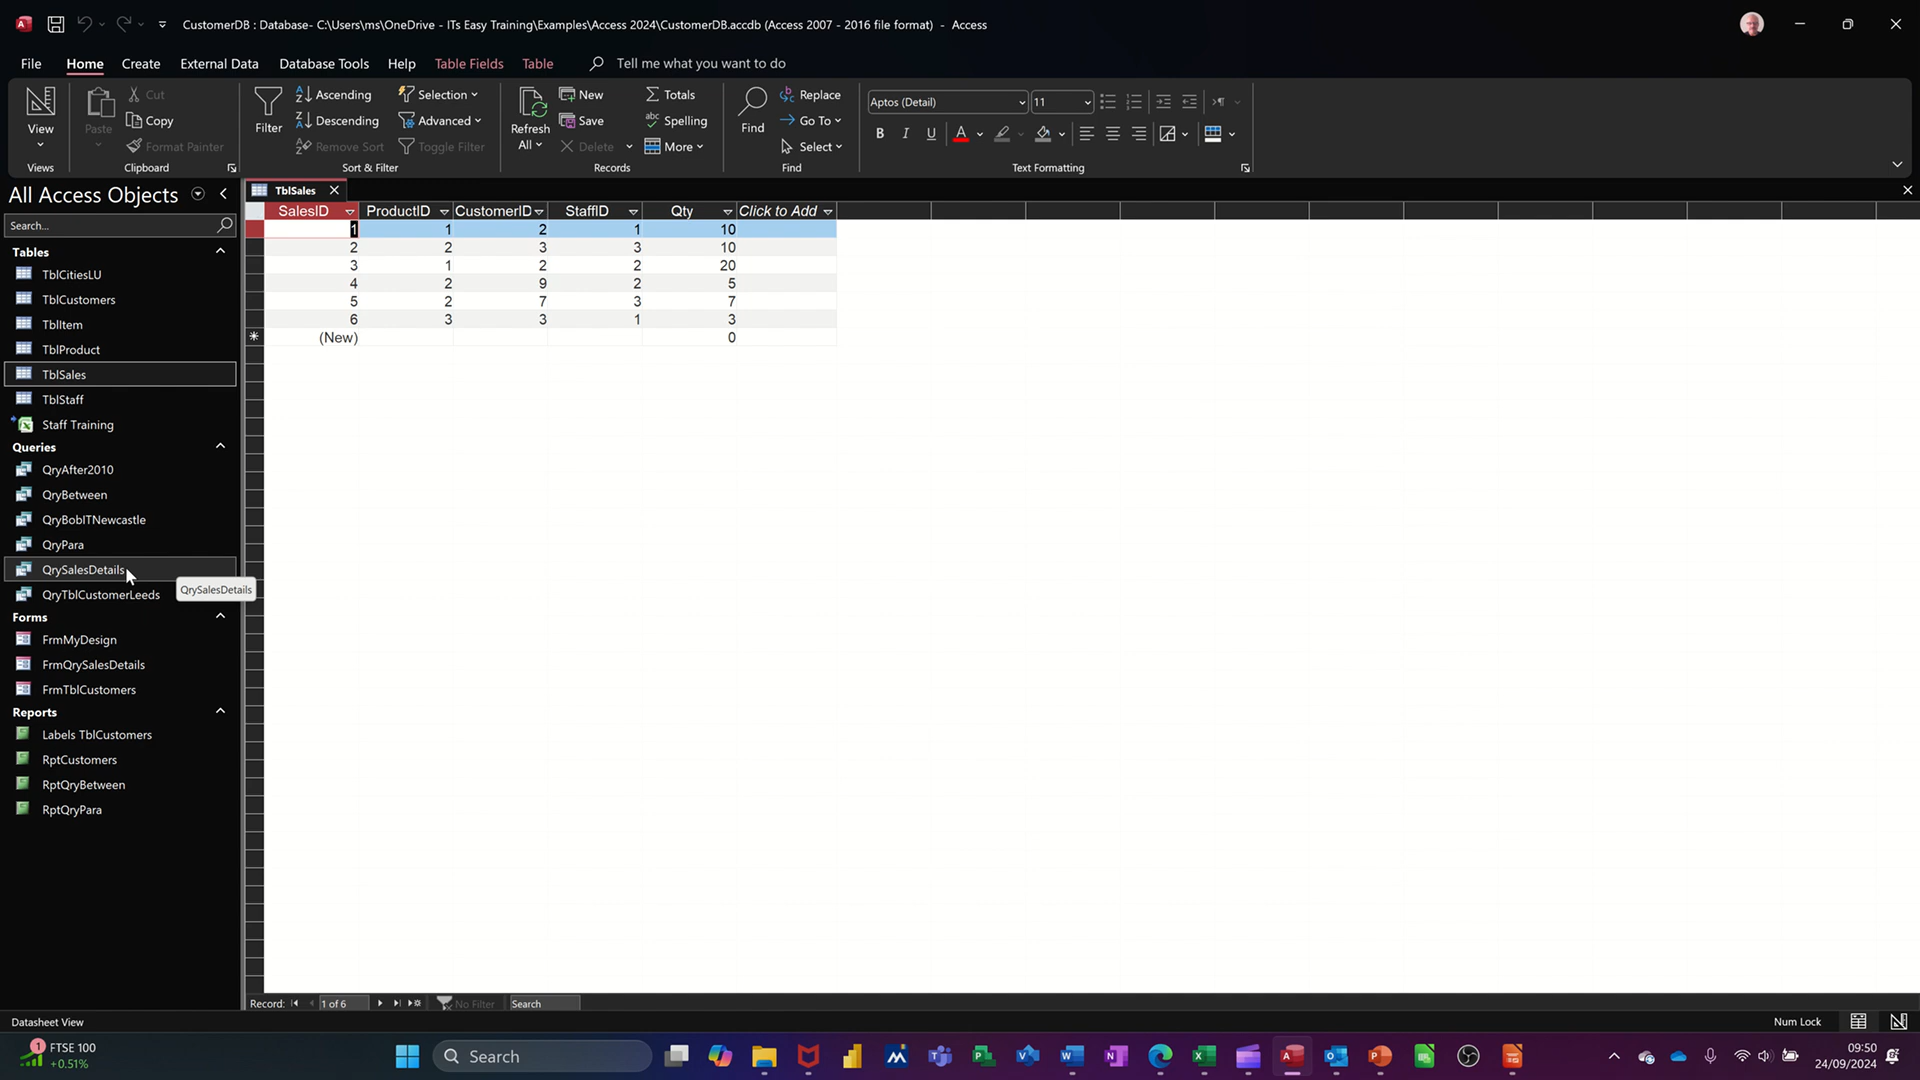 CustomerDB : Database- C:\Users\ms\OneDrive - ITs Easy Training\Examples\Access 2024\CustomerDB.accdb (Access 2007 - 2016 file format) - Access
File Home Create External Data Database Tools Help Table Fields Table Tell me what you want to do
View
Views
Paste
Cut
Copy
Format Painter
Clipboard
Filter
Ascending
Descending
Remove Sort
Selection
Advanced
Toggle Filter
Sort & Filter
Refresh
All
New
Save
Delete
Totals
Spelling
More
Records
Find
Replace
Go To
Select
Find
Aptos (Detail) 11
B I U A
Text Formatting
All Access Objects
Search...
Tables
TblCitiesLU
TblCustomers
TblItem
TblProduct
TblSales
TblStaff
Staff Training
Queries
QryAfter2010
QryBetween
QryBobITNewcastle
QryPara
QrySalesDetails
QrySalesDetails
QryTblCustomerLeeds
Forms
FrmMyDesign
FrmQrySalesDetails
FrmTblCustomers
Reports
Labels TblCustomers
RptCustomers
RptQryBetween
RptQryPara
TblSales
SalesID ProductID CustomerID StaffID Qty Click to Add
1 1 2 1 10
2 2 3 3 10
3 1 2 2 20
4 2 9 2 5
5 2 7 3 7
6 3 3 1 3
(New) 0
Record: 1 of 6 No Filter Search
Datasheet View Num Lock
1 FTSE 100
+0.51%
Search
09:50
24/09/2024